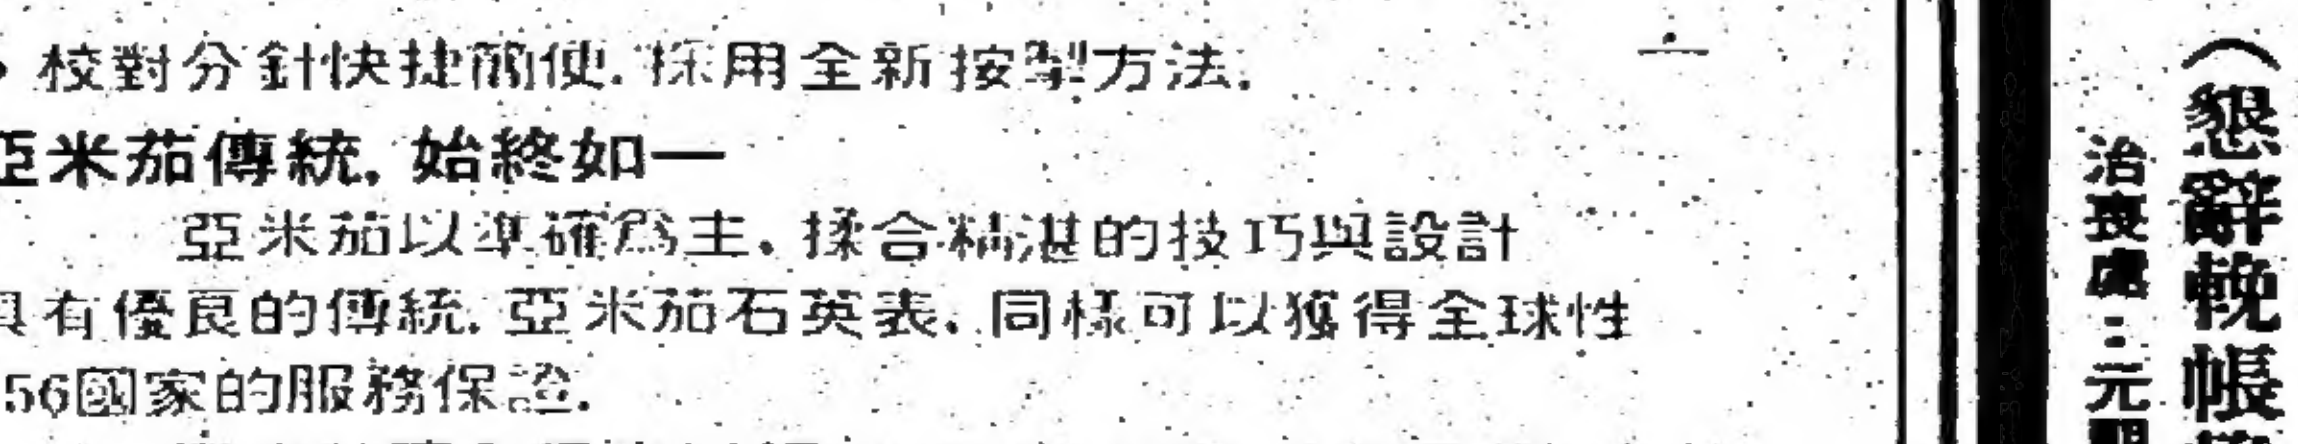 校對分針快捷簡便.採用全新按掣方法.
亞米茄傳統.始終如一
亞米茄以準確為主.揉合精湛的技巧與設計
具有優良的傳統.亞米茄石英表.同樣可以獲得全球性
156國家的服務保證.
(懇辭輓帳
治喪處:元朗